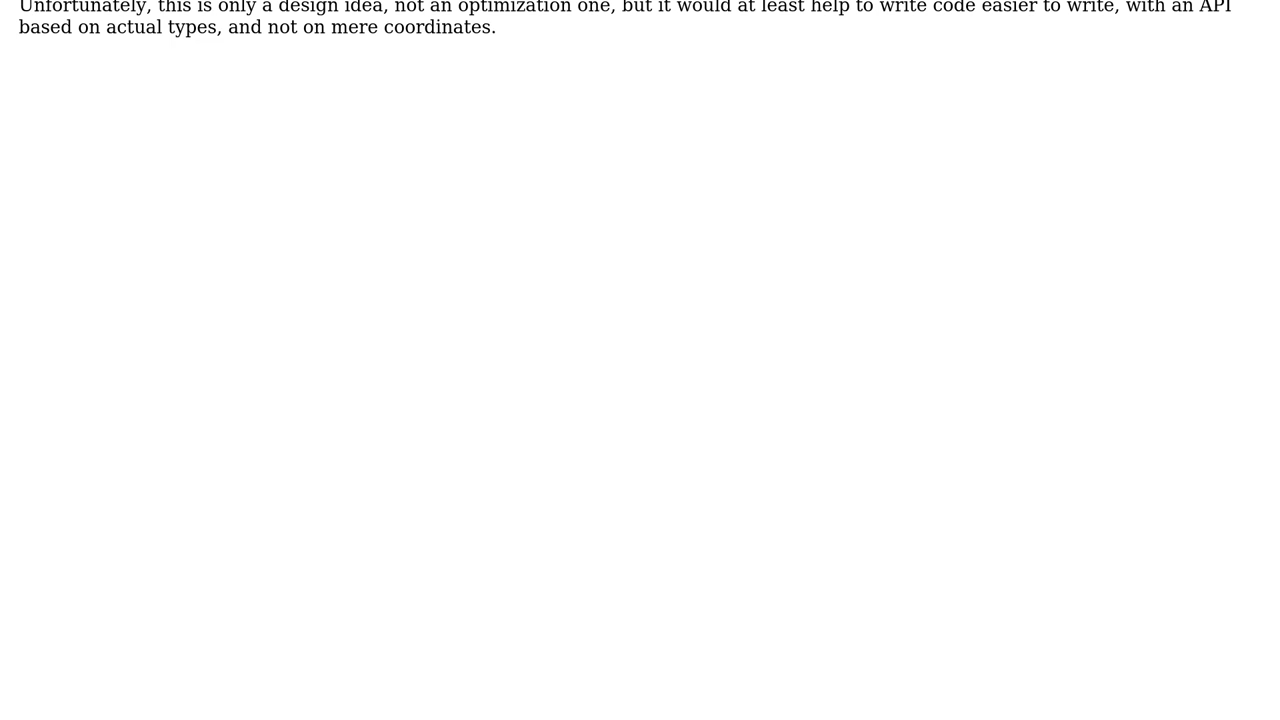 Unfortunately, this is only a design idea, not an optimization one, but it would at least help to write code easier to write, with an API
based on actual types, and not on mere coordinates.